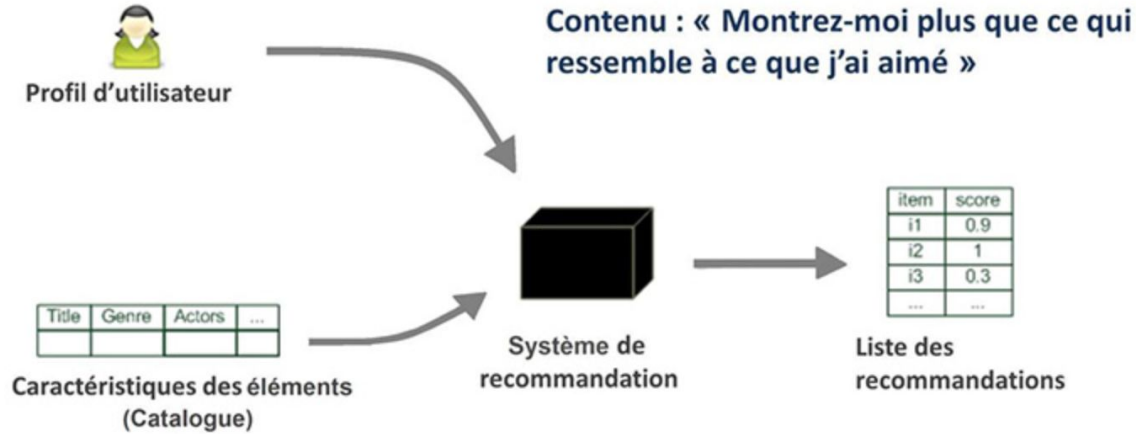 Contenu : « Montrez-moi plus que ce qui
ressemble à ce que j’ai aimé »
Profil d’utilisateur
item score
i1 0.9
i2 1
i3 0.3
... ...
Title Genre Actors ...
Système de
recommandation
Liste des
recommandations
Caractéristiques des éléments
(Catalogue)